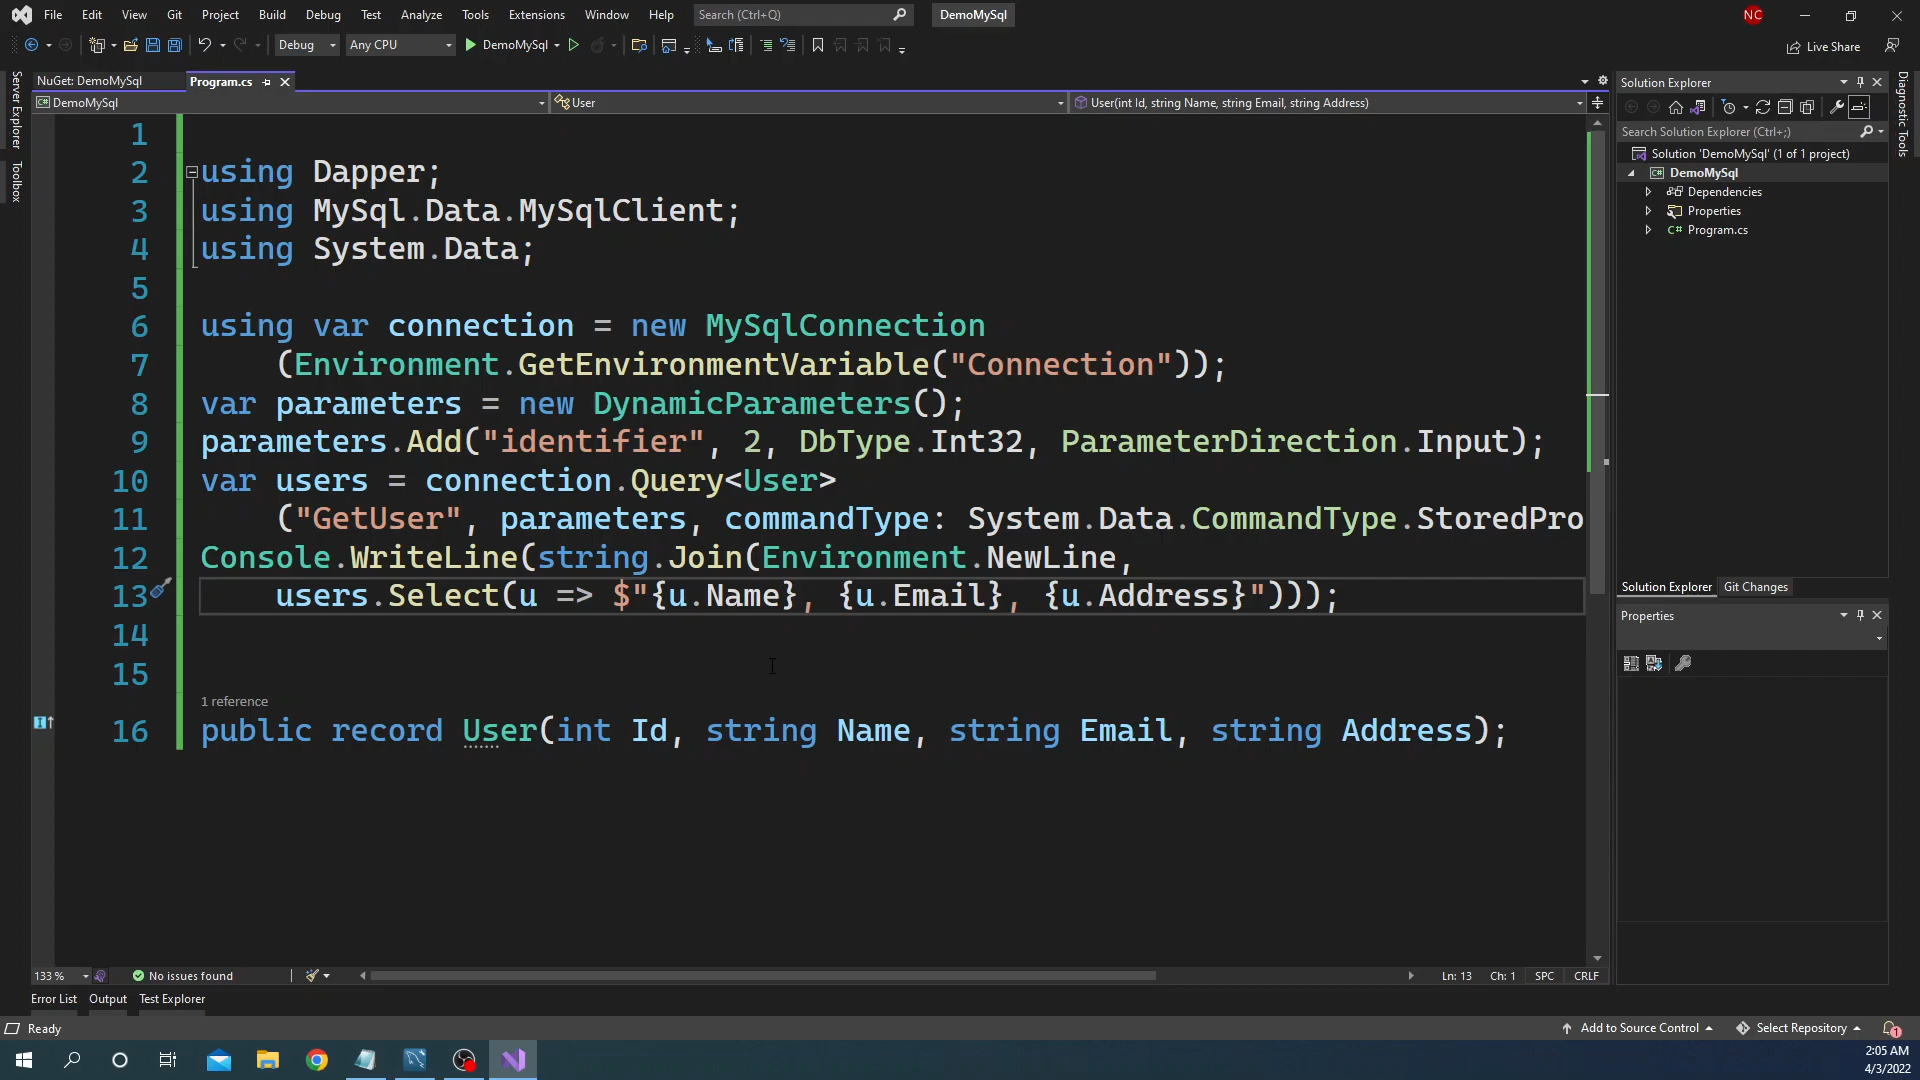 File Edit View Git Project Build Debug Test Analyze Tools Extensions Window Help Search (Ctrl+Q) DemoMySql NC
Debug Any CPU DemoMySql Live Share
Server Explorer
Toolbox
NuGet: DemoMySql Program.cs
DemoMySql User User(int Id, string Name, string Email, string Address)
1
2 using Dapper;
3 using MySql.Data.MySqlClient;
4 using System.Data;
5
6 using var connection = new MySqlConnection
7 (Environment.GetEnvironmentVariable("Connection"));
8 var parameters = new DynamicParameters();
9 parameters.Add("identifier", 2, DbType.Int32, ParameterDirection.Input);
10 var users = connection.Query<User>
11 ("GetUser", parameters, commandType: System.Data.CommandType.StoredPro
12 Console.WriteLine(string.Join(Environment.NewLine,
13 users.Select(u => $"{u.Name}, {u.Email}, {u.Address}")));
14
15
1 reference
16 public record User(int Id, string Name, string Email, string Address);
133 % No issues found Ln: 13 Ch: 1 SPC CRLF
Error List Output Test Explorer
Solution Explorer
Search Solution Explorer (Ctrl+;)
Solution 'DemoMySql' (1 of 1 project)
DemoMySql
Dependencies
Properties
C# Program.cs
Solution Explorer Git Changes
Properties
Diagnostic Tools
Ready Add to Source Control Select Repository 1
2:05 AM
4/3/2022